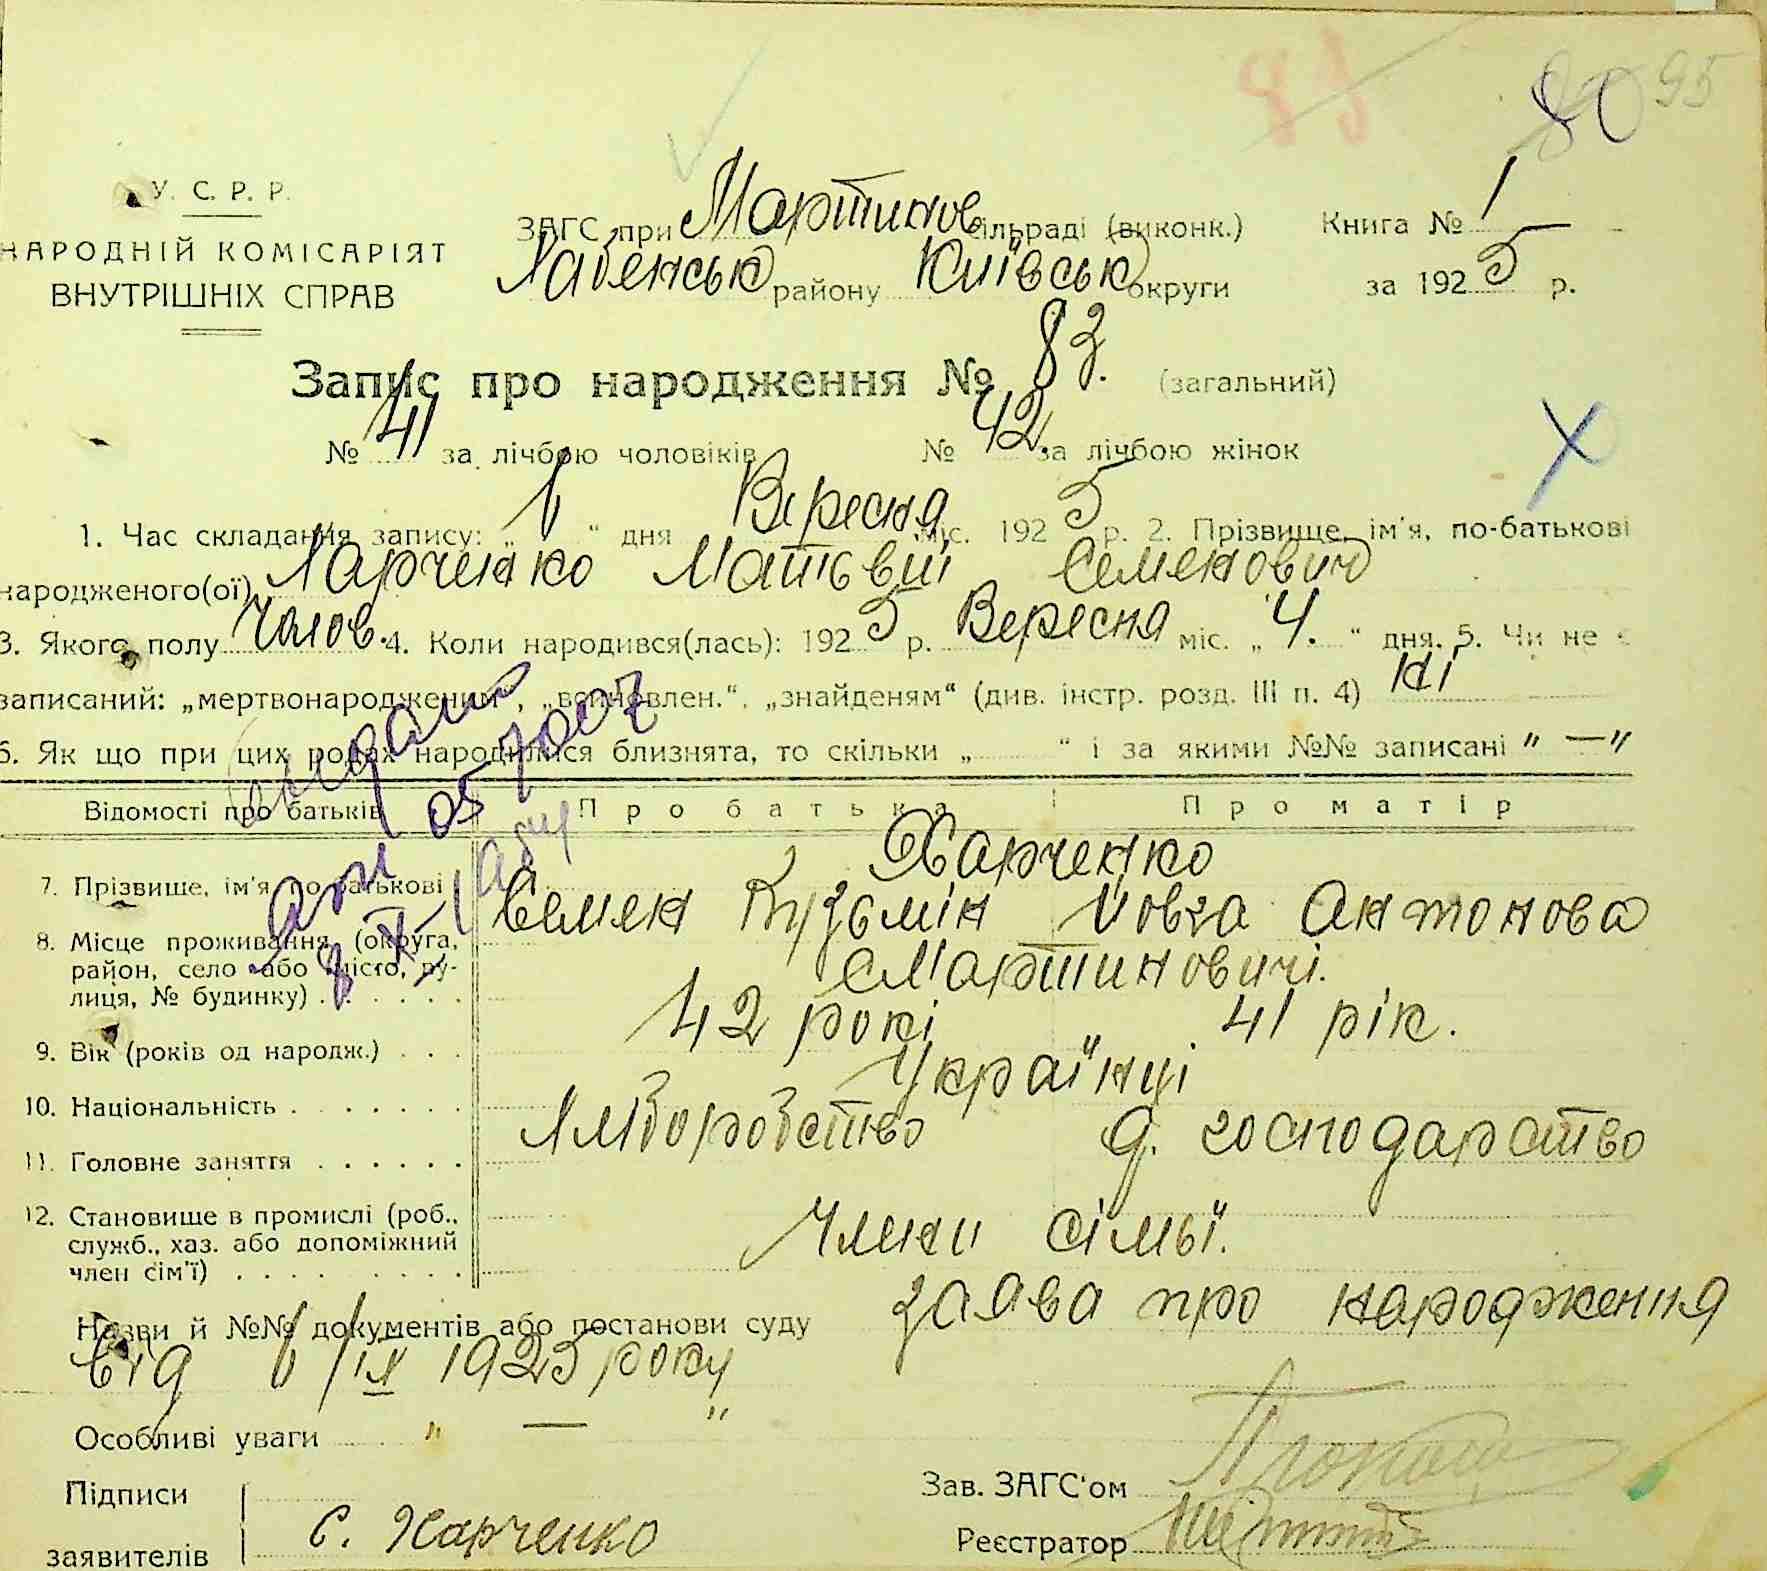 84 80 95
У. С. Р. Р.
НАРОДНІЙ КОМІСАРІЯТ
ВНУТРІШНІХ СПРАВ
ЗАГС при Мартинов сільраді (виконк.) Книга № 1
Хабенськ району Київськ округи за 1925 р.
Запис про народження № 83. (загальний)
№ 41 за лічбою чоловіків № 42 за лічбою жінок
1. Час складання запису: „ 6 “ дня Вересня міс. 1925 р. 2. Прізвище, ім'я, по-батькові
народженого(ої) Харченко Матьвій Семенович
3. Якого полу Чолов. 4. Коли народився(лась): 1925 р. Вересня міс. „ 4. “ дня. 5. Чи не є
записаний: „мертвонародженим“, „всиновлен.“, „знайденям“ (див. інстр. розд. III п. 4) Ні
6. Як що при цих родах народилися близнята, то скільки „ “ і за якими №№ записані " — "
Відомості про батьків Про батька Про матір
Харченко
7. Прізвище, ім'я по батькові Семен Кузьмін Йовга Антонова
8. Місце проживання (округа, район, село або місто, вулиця, № будинку) Мартиновичі.
9. Вік (років од народж.) 42 рокі 41 рік.
10. Національність Українці
11. Головне заняття Хліборобство д. господарство
12. Становище в промислі (роб., служб., хаз. або допоміжний член сім'ї) Члени сімьї.
Назви й №№ документів або постанови суду заява про народження
від 6/IX 1925 року
Особливі уваги " — "
Підписи
заявителів С. Харченко
Зав. ЗАГС'ом
Реєстратор